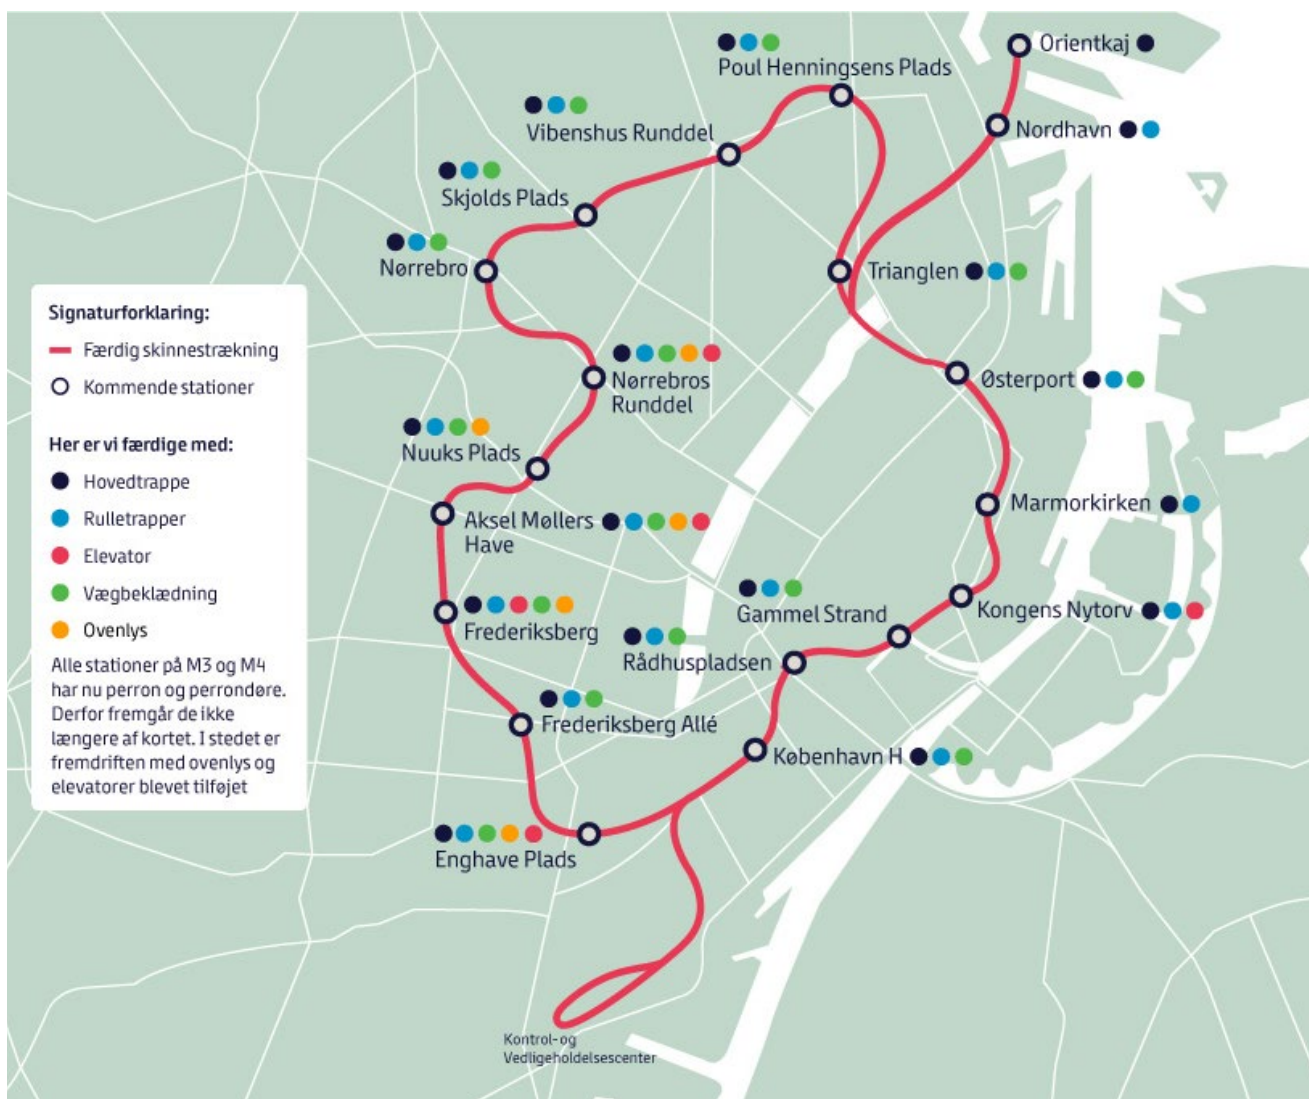 Orientkaj
Poul Henningsens Plads
Nordhavn
Vibenshus Runddel
Skjolds Plads
Nørrebro
Trianglen
Signaturforklaring:
Færdig skinnestrækning
Kommende stationer
Her er vi færdige med:
Hovedtrappe
Rulletrapper
Elevator
Vægbeklædning
Ovenlys
Alle stationer på M3 og M4
har nu perron og perrondøre.
Derfor fremgår de ikke
længere af kortet. I stedet er
fremdriften med ovenlys og
elevatorer blevet tilføjet
Nørrebros
Runddel
Østerport
Nuuks Plads
Marmorkirken
Aksel Møllers
Have
Kongens Nytorv
Gammel Strand
Frederiksberg
Rådhuspladsen
Frederiksberg Allé
København H
Enghave Plads
Kontrol-og
Vedligeholdelsescenter